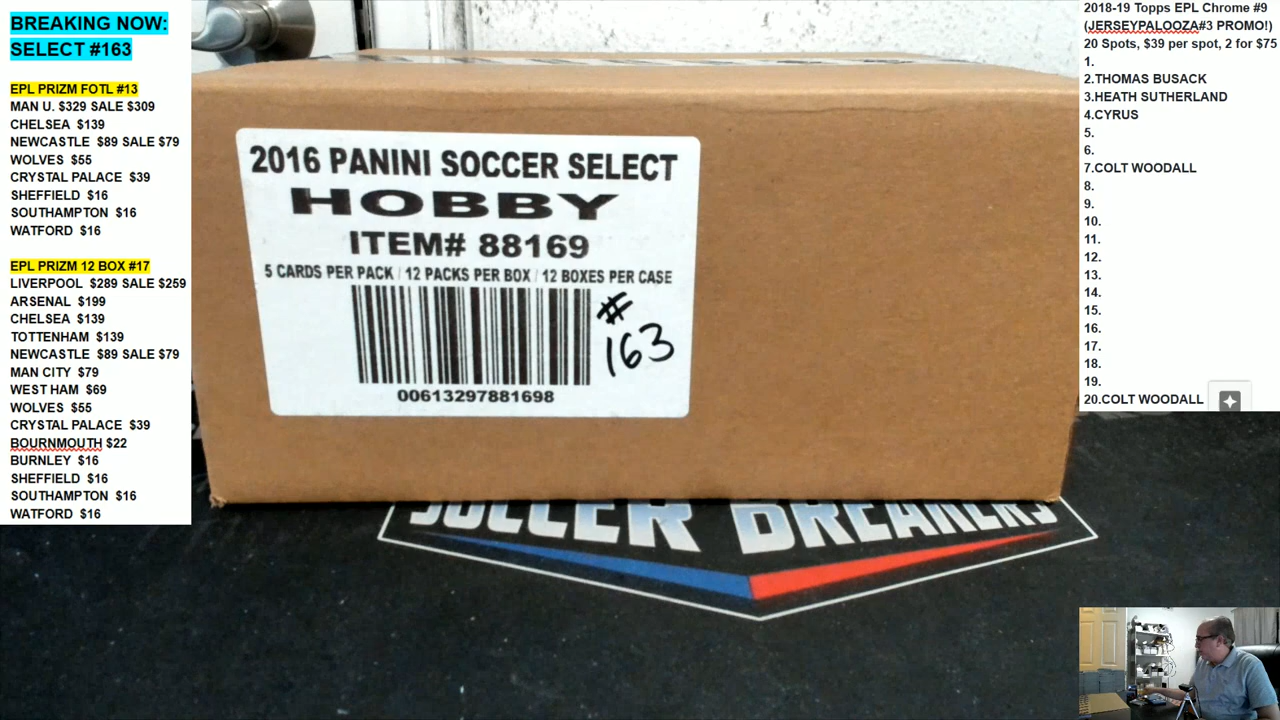 BREAKING NOW:
SELECT #163
EPL PRIZM FOTL #13
MAN U. $329 SALE $309
CHELSEA $139
NEWCASTLE $89 SALE $79
WOLVES $55
CRYSTAL PALACE $39
SHEFFIELD $16
SOUTHAMPTON $16
WATFORD $16
EPL PRIZM 12 BOX #17
LIVERPOOL $289 SALE $259
ARSENAL $199
CHELSEA $139
TOTTENHAM $139
NEWCASTLE $89 SALE $79
MAN CITY $79
WEST HAM $69
WOLVES $55
CRYSTAL PALACE $39
BOURNMOUTH $22
BURNLEY $16
SHEFFIELD $16
SOUTHAMPTON $16
WATFORD $16
2016 PANINI SOCCER SELECT
HOBBY
ITEM# 88169
5 CARDS PER PACK / 12 PACKS PER BOX / 12 BOXES PER CASE
#
163
00613297881698
SOCCER BREAKERS
2018-19 Topps EPL Chrome #9
(JERSEYPALOOZA#3 PROMO!)
20 Spots, $39 per spot, 2 for $75
1.
2.THOMAS BUSACK
3.HEATH SUTHERLAND
4.CYRUS
5.
6.
7.COLT WOODALL
8.
9.
10.
11.
12.
13.
14.
15.
16.
17.
18.
19.
20.COLT WOODALL